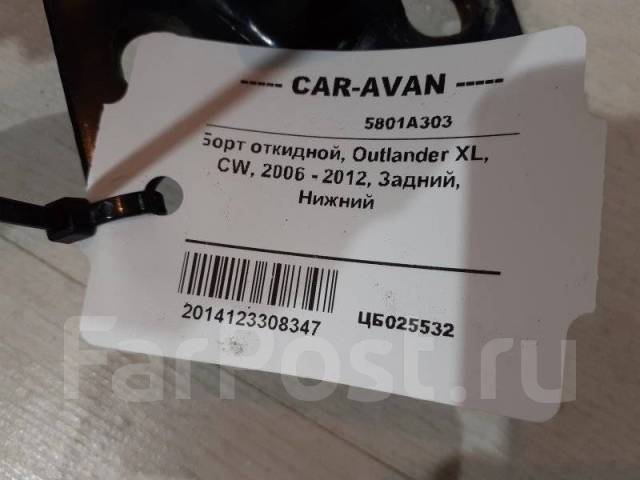 ----- CAR-AVAN -----
5801A303
Борт откидной, Outlander XL,
CW, 2006 - 2012, Задний,
Нижний
2014123308347
ЦБ025532
FarPost.ru